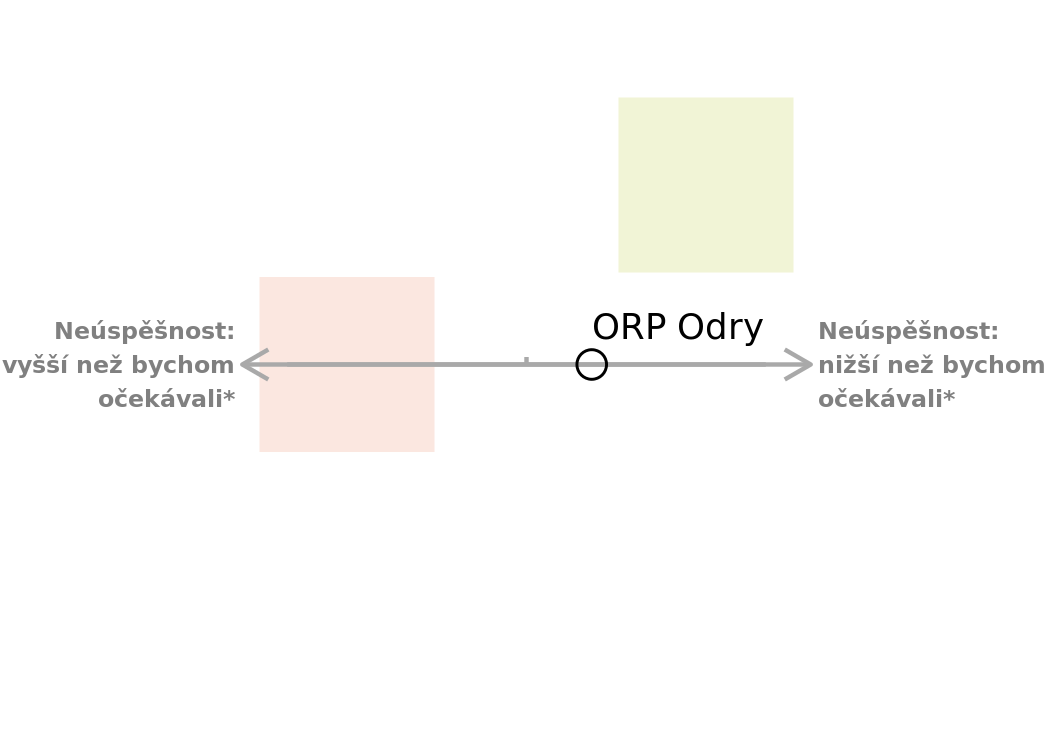 ORP Odry
Neúspěšnost:
vyšší než bychom
očekávali*
Neúspěšnost:
nižší než bychom
očekávali*